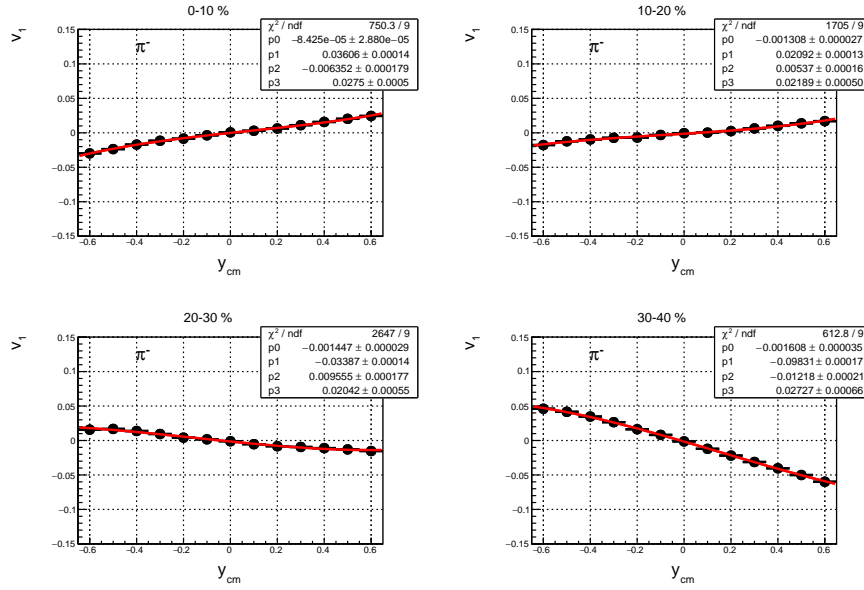 0-10 %
v1
π-
χ2 / ndf 750.3 / 9
p0 −8.425e−05 ± 2.880e−05
p1 0.03606 ± 0.00014
p2 −0.006352 ± 0.000179
p3 0.0275 ± 0.0005
0.15
0.1
0.05
0
−0.05
−0.1
−0.15
−0.6 −0.4 −0.2 0 0.2 0.4 0.6
ycm
10-20 %
v1
π-
χ2 / ndf 1705 / 9
p0 −0.001308 ± 0.000027
p1 0.02092 ± 0.00013
p2 0.00537 ± 0.00016
p3 0.02189 ± 0.00050
0.15
0.1
0.05
0
−0.05
−0.1
−0.15
−0.6 −0.4 −0.2 0 0.2 0.4 0.6
ycm
20-30 %
v1
π-
χ2 / ndf 2647 / 9
p0 −0.001447 ± 0.000029
p1 −0.03387 ± 0.00014
p2 0.009555 ± 0.000177
p3 0.02042 ± 0.00055
0.15
0.1
0.05
0
−0.05
−0.1
−0.15
−0.6 −0.4 −0.2 0 0.2 0.4 0.6
ycm
30-40 %
v1
π-
χ2 / ndf 612.8 / 9
p0 −0.001608 ± 0.000035
p1 −0.09831 ± 0.00017
p2 −0.01218 ± 0.00021
p3 0.02727 ± 0.00066
0.15
0.1
0.05
0
−0.05
−0.1
−0.15
−0.6 −0.4 −0.2 0 0.2 0.4 0.6
ycm